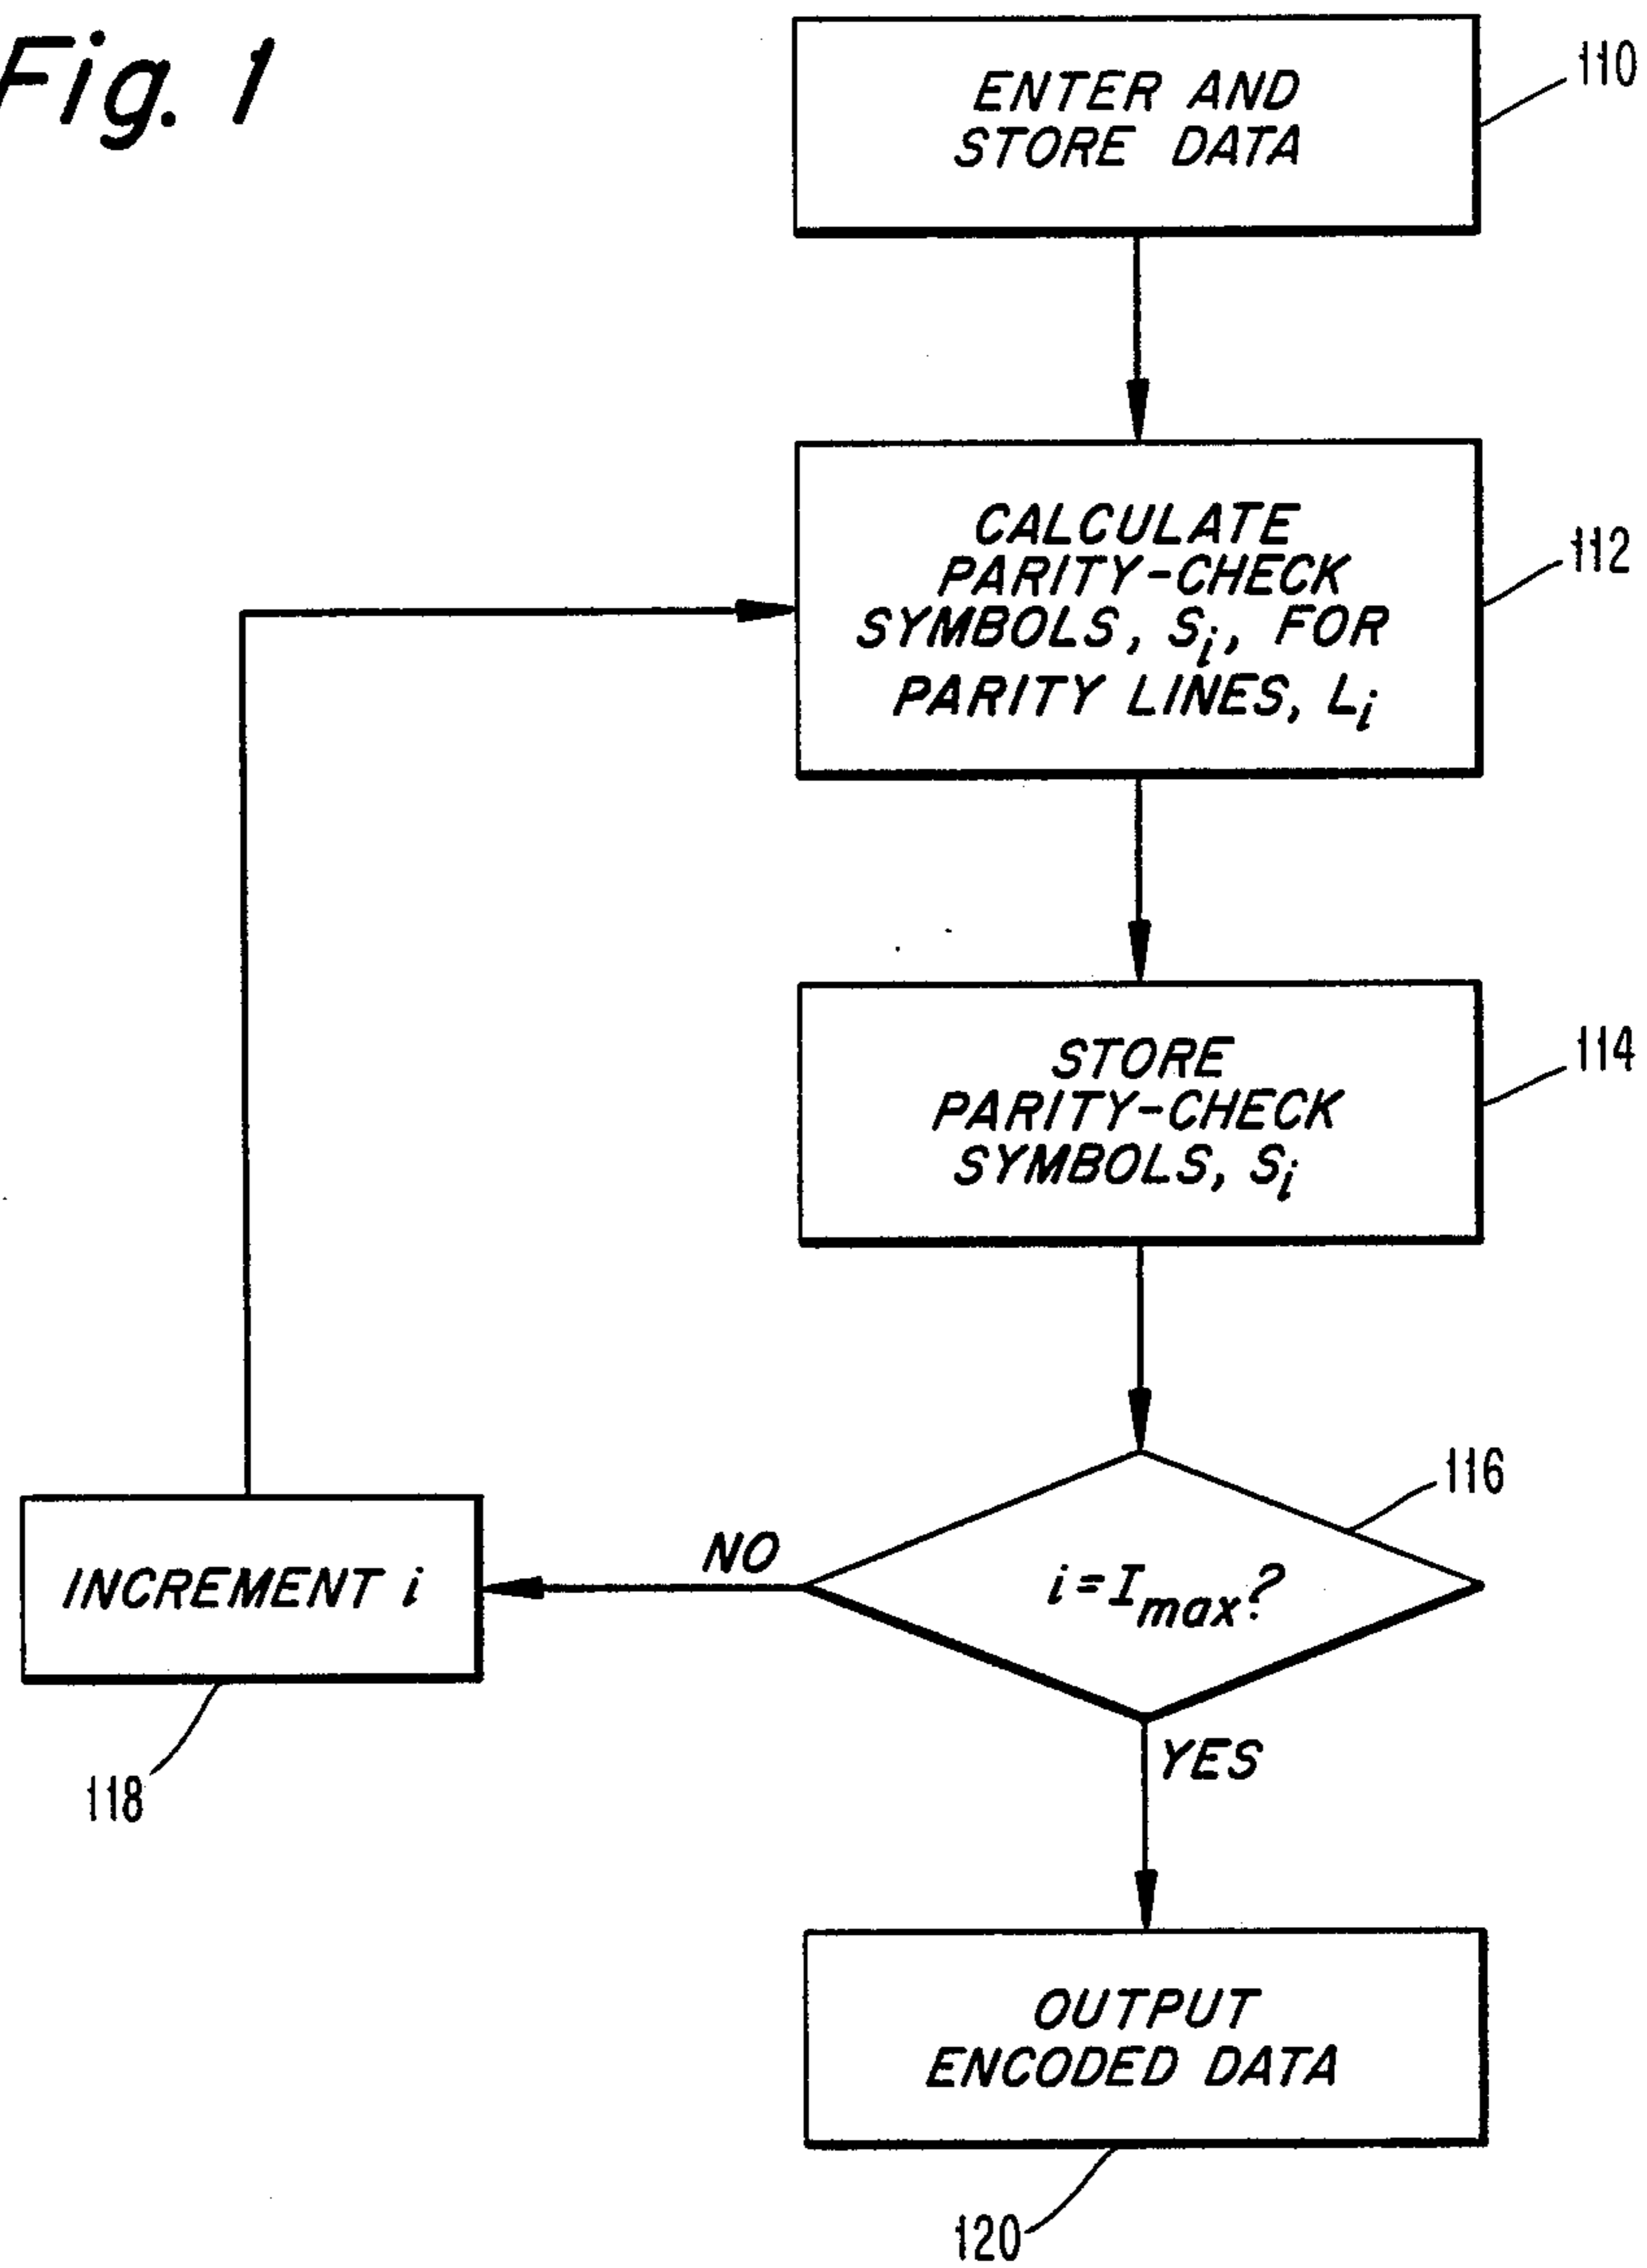 Fig. 1
ENTER AND
STORE DATA
110
CALCULATE
PARITY-CHECK
SYMBOLS, Si, FOR
PARITY LINES, Li
112
STORE
PARITY-CHECK
SYMBOLS, Si
114
116
i=Imax?
NO
INCREMENT i
118
YES
OUTPUT
ENCODED DATA
120